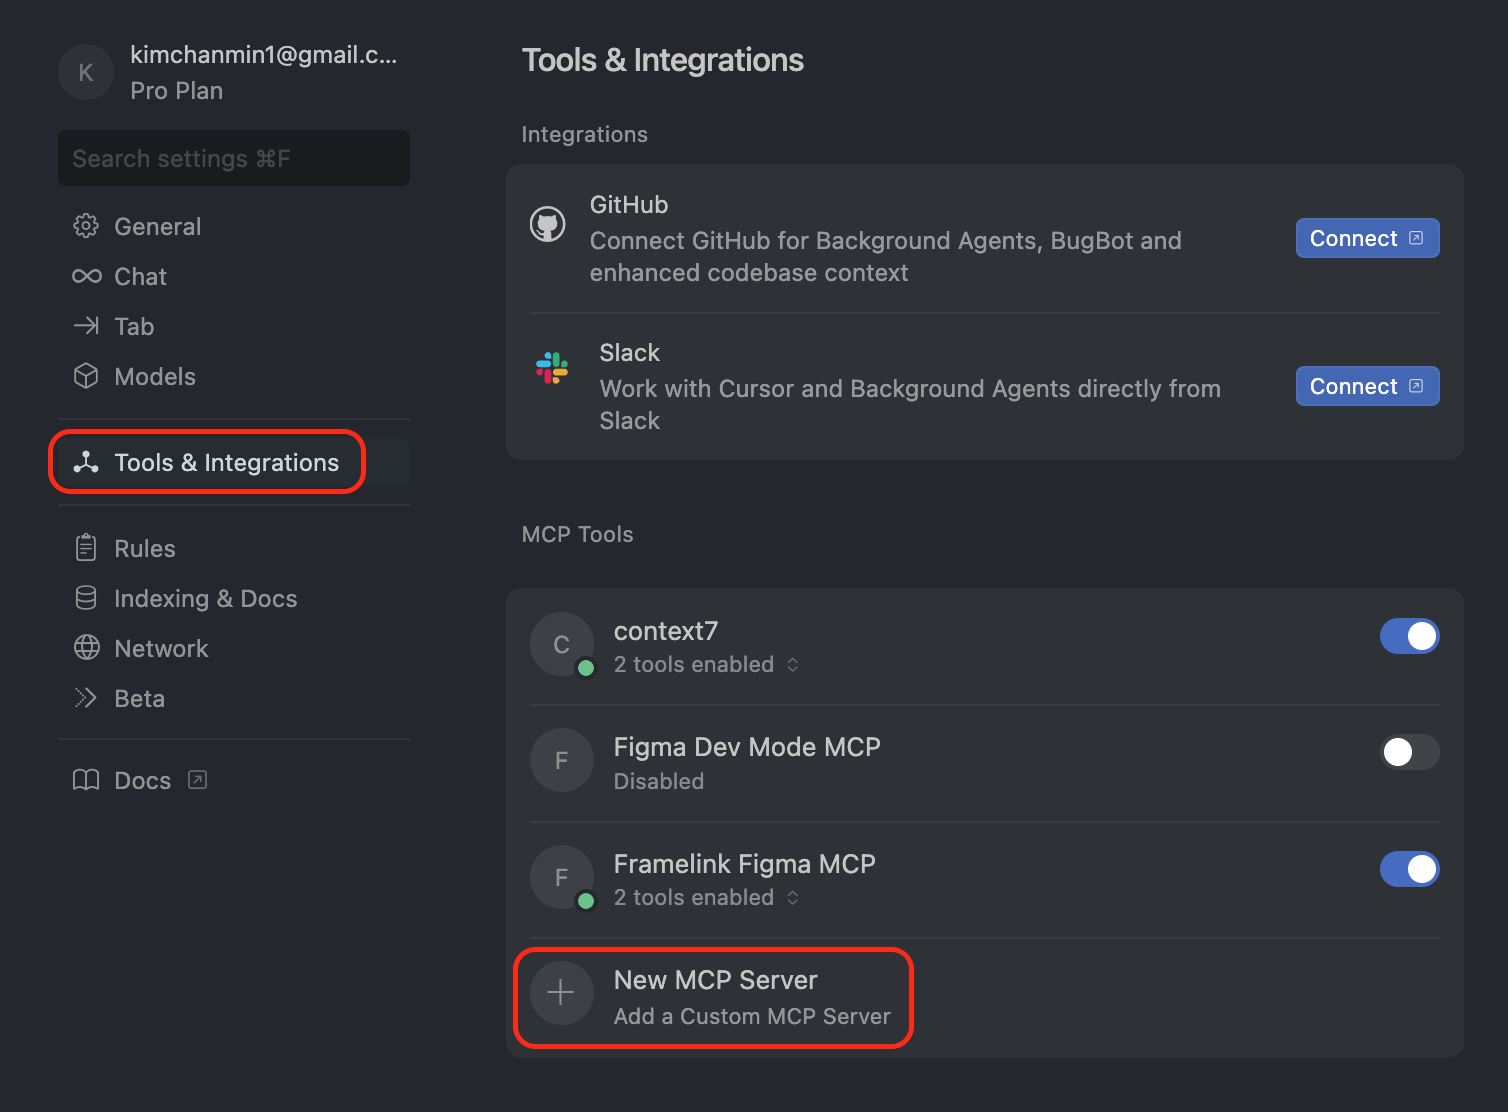 K
kimchanmin1@gmail.c...
Pro Plan
Search settings ⌘F
General
Chat
Tab
Models
Tools & Integrations
Rules
Indexing & Docs
Network
Beta
Docs
Tools & Integrations
Integrations
GitHub
Connect GitHub for Background Agents, BugBot and
enhanced codebase context
Connect
Slack
Work with Cursor and Background Agents directly from
Slack
Connect
MCP Tools
C
context7
2 tools enabled
F
Figma Dev Mode MCP
Disabled
F
Framelink Figma MCP
2 tools enabled
New MCP Server
Add a Custom MCP Server